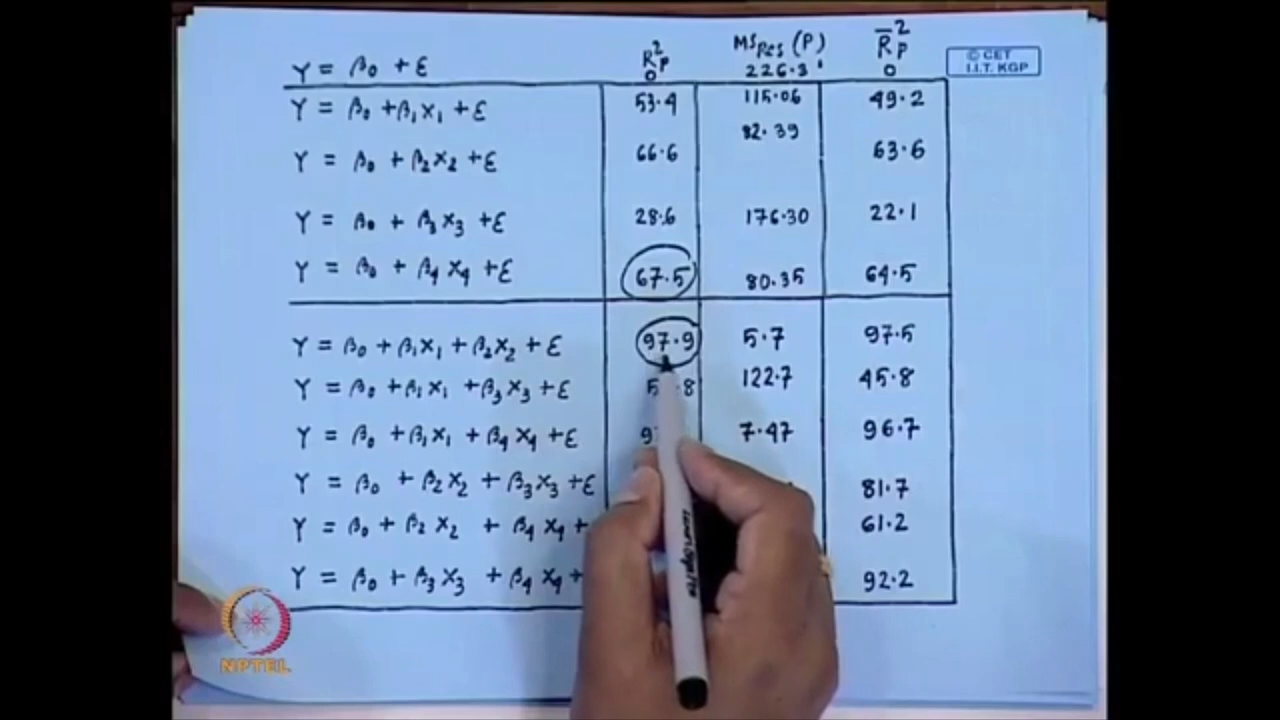 Y = β₀ + ε   R²ₚ   MS_Res (P)   R̄²ₚ
0   226.3   0
© CET
I.I.T. KGP
Y = β₀ + β₁x₁ + ε   53.4   115.06   49.2
Y = β₀ + β₂x₂ + ε   66.6   82.39   63.6
Y = β₀ + β₃x₃ + ε   28.6   176.30   22.1
Y = β₀ + β₄x₄ + ε   67.5   80.35   64.5
Y = β₀ + β₁x₁ + β₂x₂ + ε   97.9   5.7   97.5
Y = β₀ + β₁x₁ + β₃x₃ + ε   122.7   45.8
Y = β₀ + β₁x₁ + β₄x₄ + ε   7.47   96.7
Y = β₀ + β₂x₂ + β₃x₃ + ε   81.7
Y = β₀ + β₂x₂ + β₄x₄ +   61.2
Y = β₀ + β₃x₃ + β₄x₄ +   92.2
NPTEL